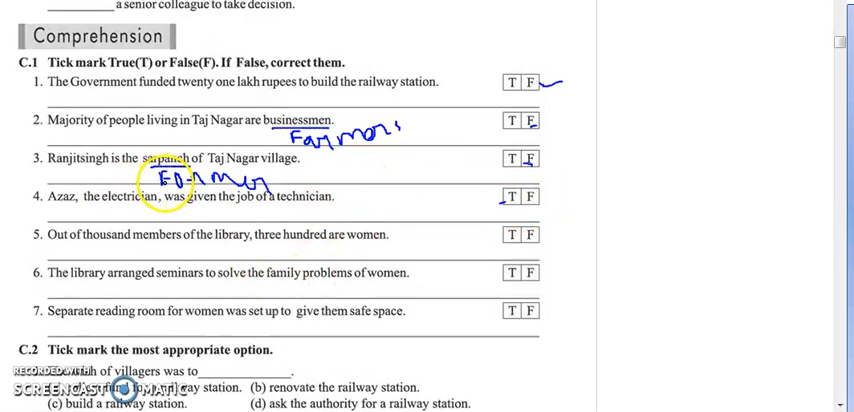 a senior colleague to take decision.
Comprehension
C.1 Tick mark True(T) or False(F). If False, correct them.
1. The Government funded twenty one lakh rupees to build the railway station. T F
2. Majority of people living in Taj Nagar are businessmen. T F
Farmers
3. Ranjitsingh is the sarpanch of Taj Nagar village. T F
Farmer
4. Azaz, the electrician, was given the job of a technician. T F
5. Out of thousand members of the library, three hundred are women. T F
6. The library arranged seminars to solve the family problems of women. T F
7. Separate reading room for women was set up to give them safe space. T F
C.2 Tick mark the most appropriate option.
of villagers was to
RECORDED WITH
SCREENCAST MATIC
way station. (b) renovate the railway station.
(c) build a railway station. (d) ask the authority for a railway station.